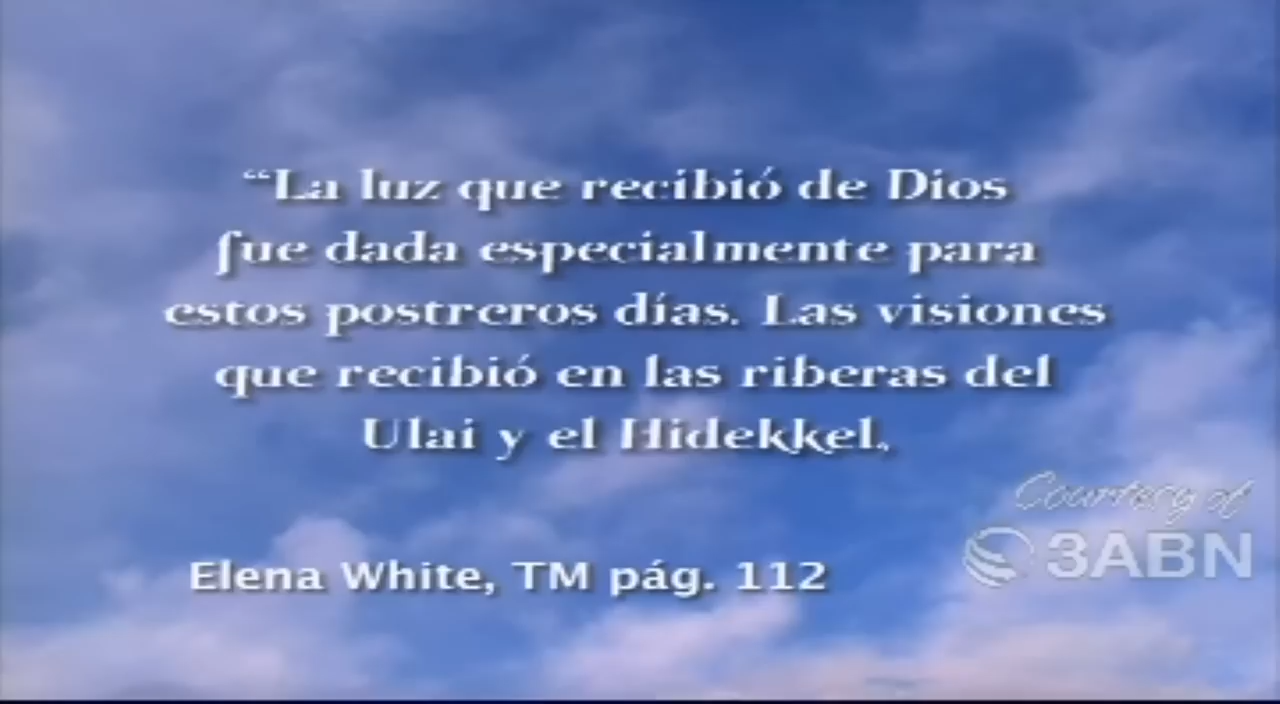 “La luz que recibió de Dios
fue dada especialmente para
estos postreros días. Las visiones
que recibió en las riberas del
Ulai y el Hidekkel,
Elena White, TM pág. 112
Courtesy of
3ABN